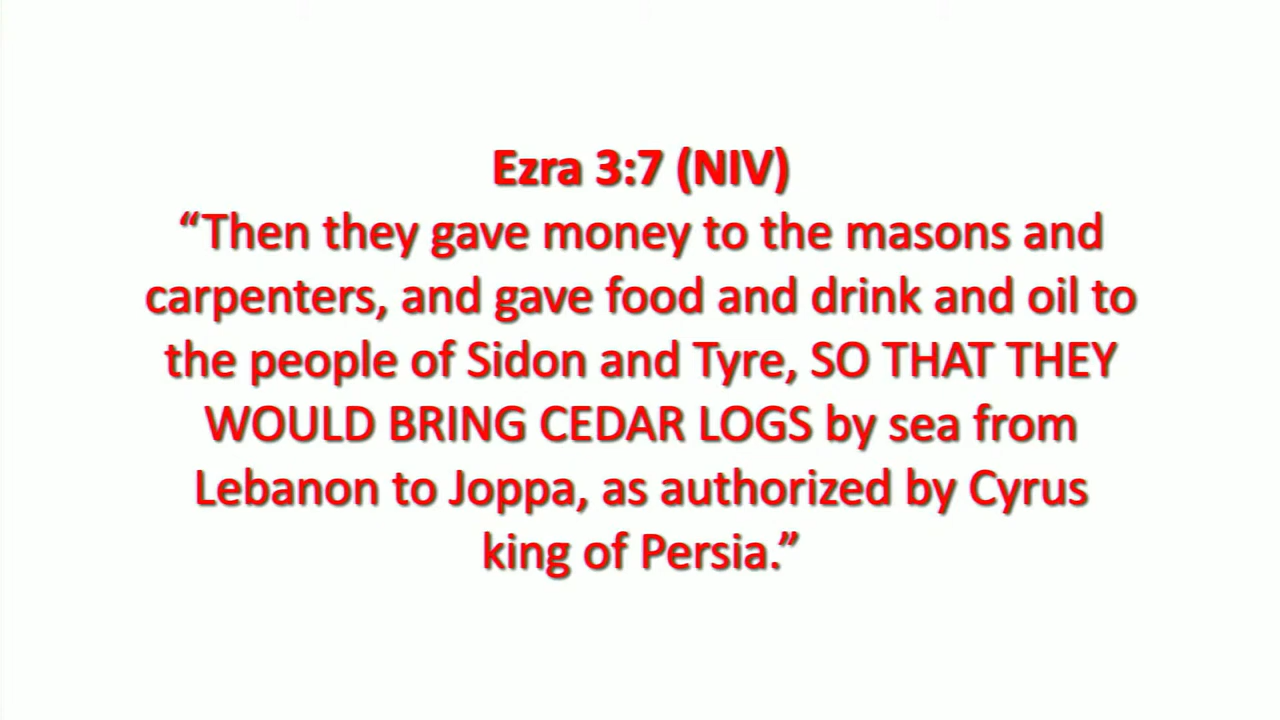 Ezra 3:7 (NIV)
“Then they gave money to the masons and
carpenters, and gave food and drink and oil to
the people of Sidon and Tyre, SO THAT THEY
WOULD BRING CEDAR LOGS by sea from
Lebanon to Joppa, as authorized by Cyrus
king of Persia.”